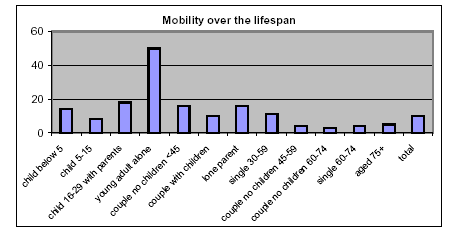 Mobility over the lifespan
60
40
20
0
child below 5
child 5-15
child 16-29 with parents
young adult alone
couple no children <45
couple with children
lone parent
single 30-59
couple no children 45-59
couple no children 60-74
single 60-74
aged 75+
total